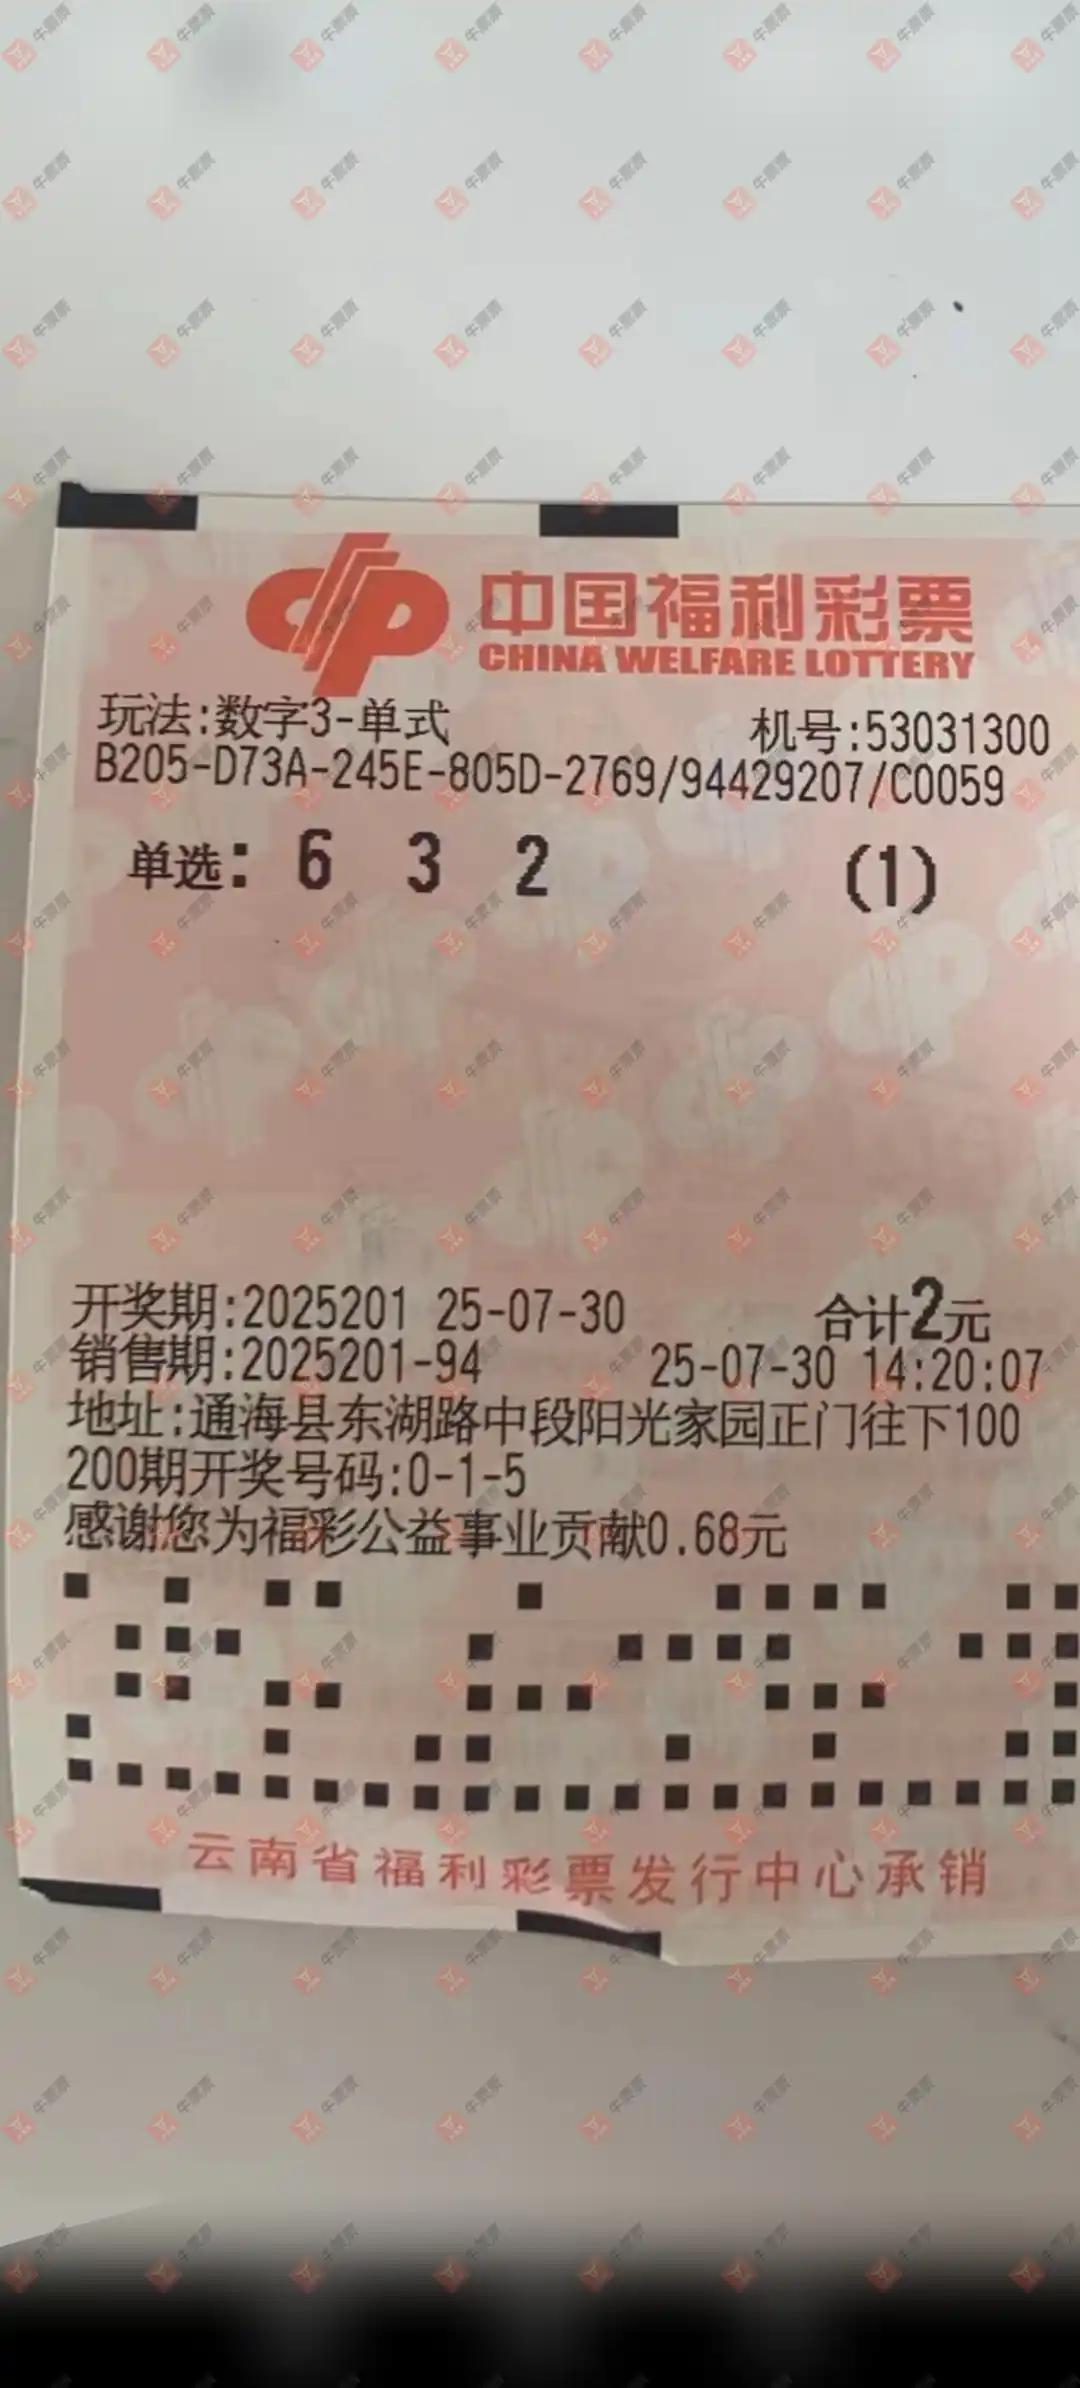 中国福利彩票
CHINA WELFARE LOTTERY
玩法:数字3-单式 机号:53031300
B205-D73A-245E-805D-2769/94429207/C0059
单选: 6 3 2 (1)
开奖期:2025201 25-07-30 合计2元
销售期:2025201-94 25-07-30 14:20:07
地址:通海县东湖路中段阳光家园正门往下100
200期开奖号码:0-1-5
感谢您为福彩公益事业贡献0.68元
云南省福利彩票发行中心承销
牛票票